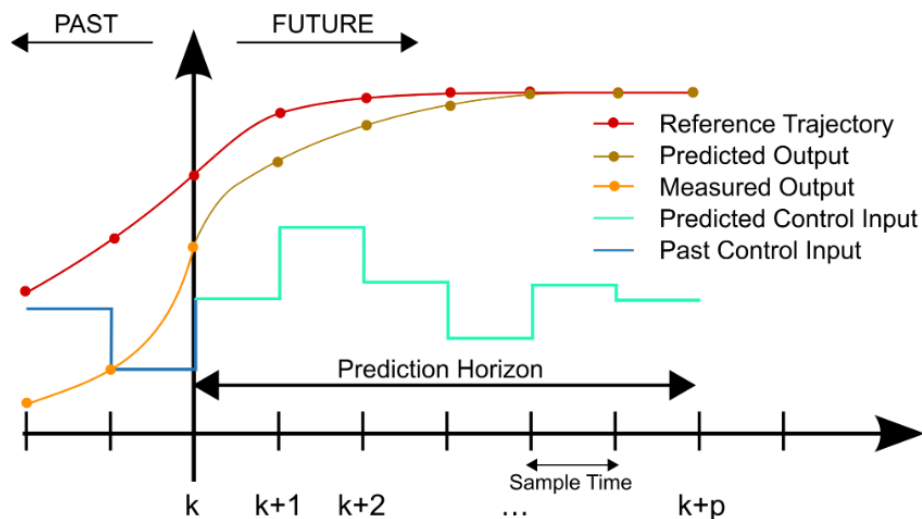 PAST
FUTURE
Reference Trajectory
Predicted Output
Measured Output
Predicted Control Input
Past Control Input
Prediction Horizon
Sample Time
k
k+1
k+2
...
k+p